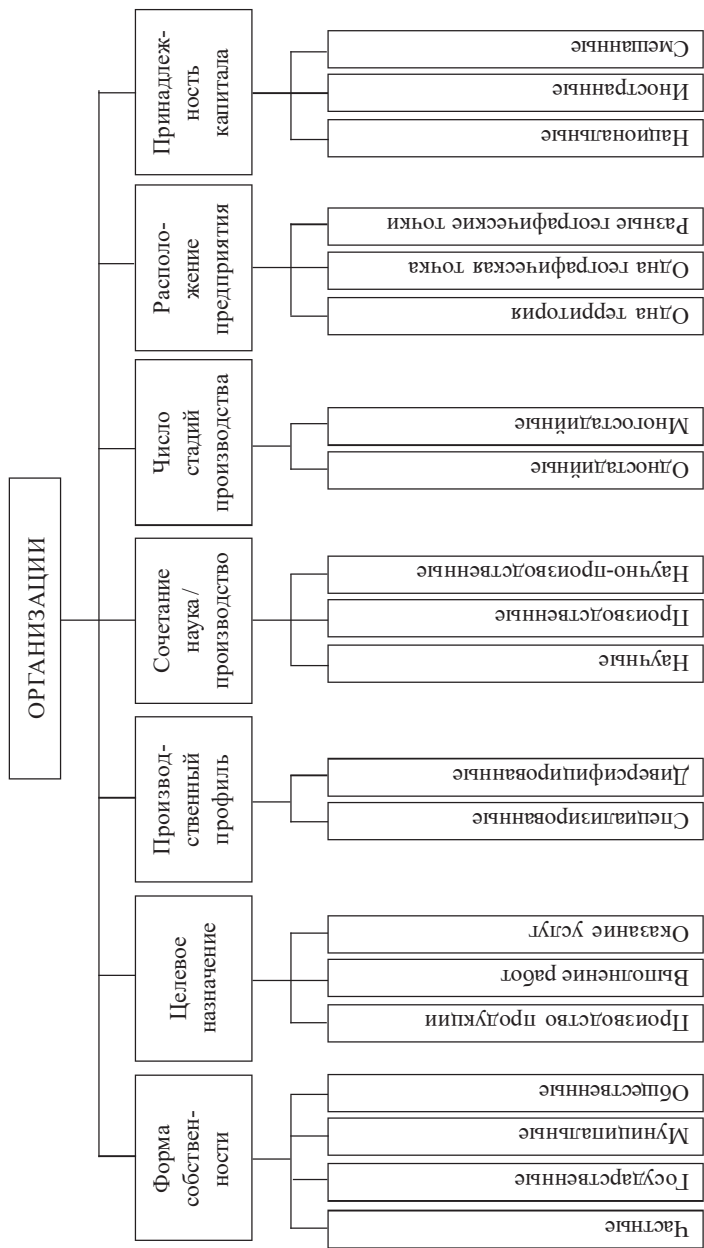 ОРГАНИЗАЦИИ
Форма
собствен-
ности
Целевое
назначение
Производ-
ственный
профиль
Сочетание
наука/
производство
Число
стадий
производства
Располо-
жение
предприятия
Принадлеж-
ность
капитала
Частные
Государственные
Муниципальные
Общественные
Производство продукции
Выполнение работ
Оказание услуг
Специализированные
Диверсифицированные
Научные
Производственные
Научно-производственные
Одностадийные
Многостадийные
Одна территория
Одна географическая точка
Разные географические точки
Национальные
Иностранные
Смешанные